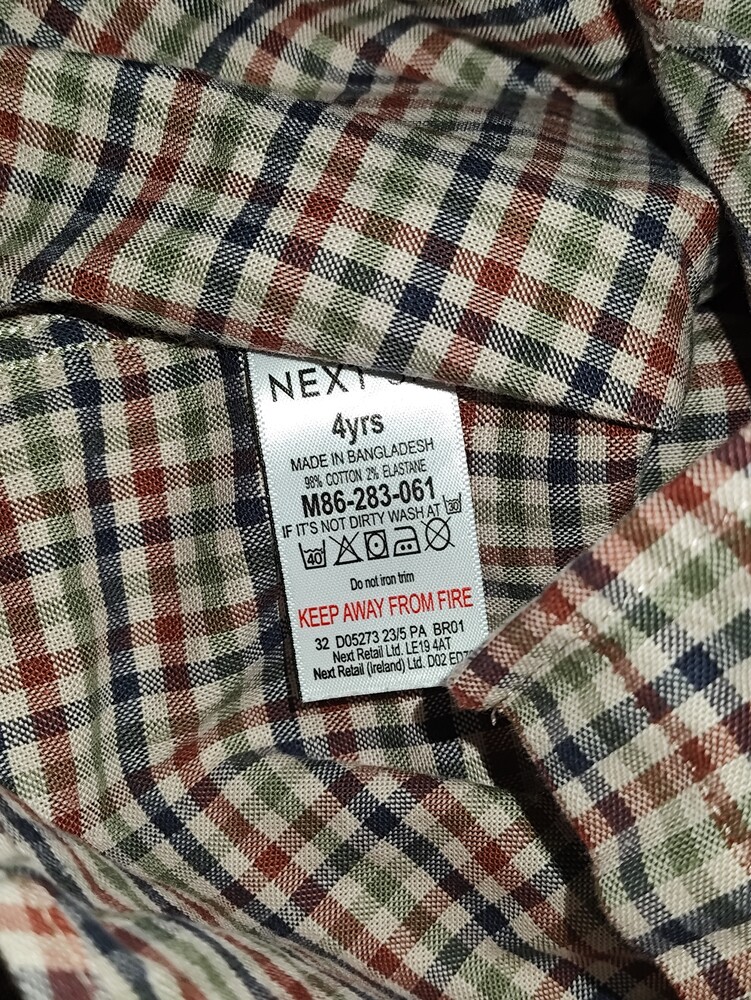 NEXT
4yrs
MADE IN BANGLADESH
98% COTTON 2% ELASTANE
M86-283-061
IF IT'S NOT DIRTY WASH AT 30
40
Do not iron trim
KEEP AWAY FROM FIRE
32 D05273 23/5 PA BR01
Next Retail Ltd. LE19 4AT
Next Retail (Ireland) Ltd. D02